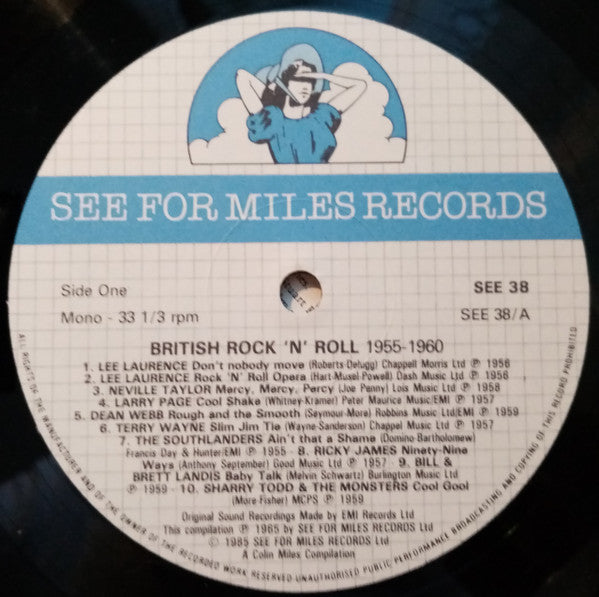 SEE FOR MILES RECORDS
Side One
SEE 38
Mono - 33 1/3 rpm
SEE 38/A
BRITISH ROCK 'N' ROLL 1955-1960
1. LEE LAURENCE Don't nobody move (Roberts-Defugg) Chappel Morris Ltd ℗ 1956
2. LEE LAURENCE Rock 'N' Roll Opera (Hart-Musel-Powell) Dash Music Ltd ℗ 1956
3. NEVILLE TAYLOR Mercy, Mercy, Percy (Joe Penny) Lois Music Ltd ℗ 1958
4. LARRY PAGE Cool Shake (Whitney-Kramer) Peter Maurice Music/EMI ℗ 1957
5. DEAN WEBB Rough and the Smooth (Seymour-More) Robbins Music Ltd/EMI ℗ 1959
6. TERRY WAYNE Slim Jim Tie (Wayne-Sanderson) Chappel Music Ltd ℗ 1957
7. THE SOUTHLANDERS Ain't that a Shame (Domino-Bartholomew)
Francis Day & Hunter/EMI ℗ 1955 - 8. RICKY JAMES Ninety-Nine
Ways (Anthony September) Good Music Ltd ℗ 1957 - 9. BILL &
BRETT LANDIS Baby Talk (Melvin Schwartz) Burlington Music Ltd
℗ 1959 - 10. SHARRY TODD & THE MONSTERS Cool Gool
(More-Fisher) MCPS ℗ 1959
Original Sound Recordings Made by EMI Records Ltd
This compilation ℗ 1985 by SEE FOR MILES RECORDS Ltd
© 1985 SEE FOR MILES RECORDS Ltd
A Colin Miles Compilation
ALL RIGHTS OF THE MANUFACTURER AND OF THE OWNER OF THE RECORDED WORK RESERVED UNAUTHORISED PUBLIC PERFORMANCE BROADCASTING AND COPYING OF THIS RECORD PROHIBITED